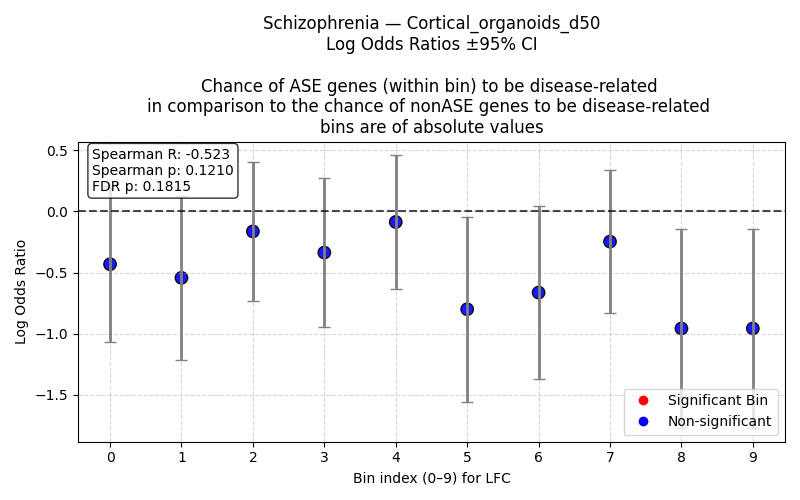 Schizophrenia — Cortical_organoids_d50
Log Odds Ratios ±95% CI
Chance of ASE genes (within bin) to be disease-related
in comparison to the chance of nonASE genes to be disease-related
bins are of absolute values
Spearman R: -0.523
Spearman p: 0.1210
FDR p: 0.1815
Log Odds Ratio
0.5
0.0
−0.5
−1.0
−1.5
Significant Bin
Non-significant
0 1 2 3 4 5 6 7 8 9
Bin index (0–9) for LFC